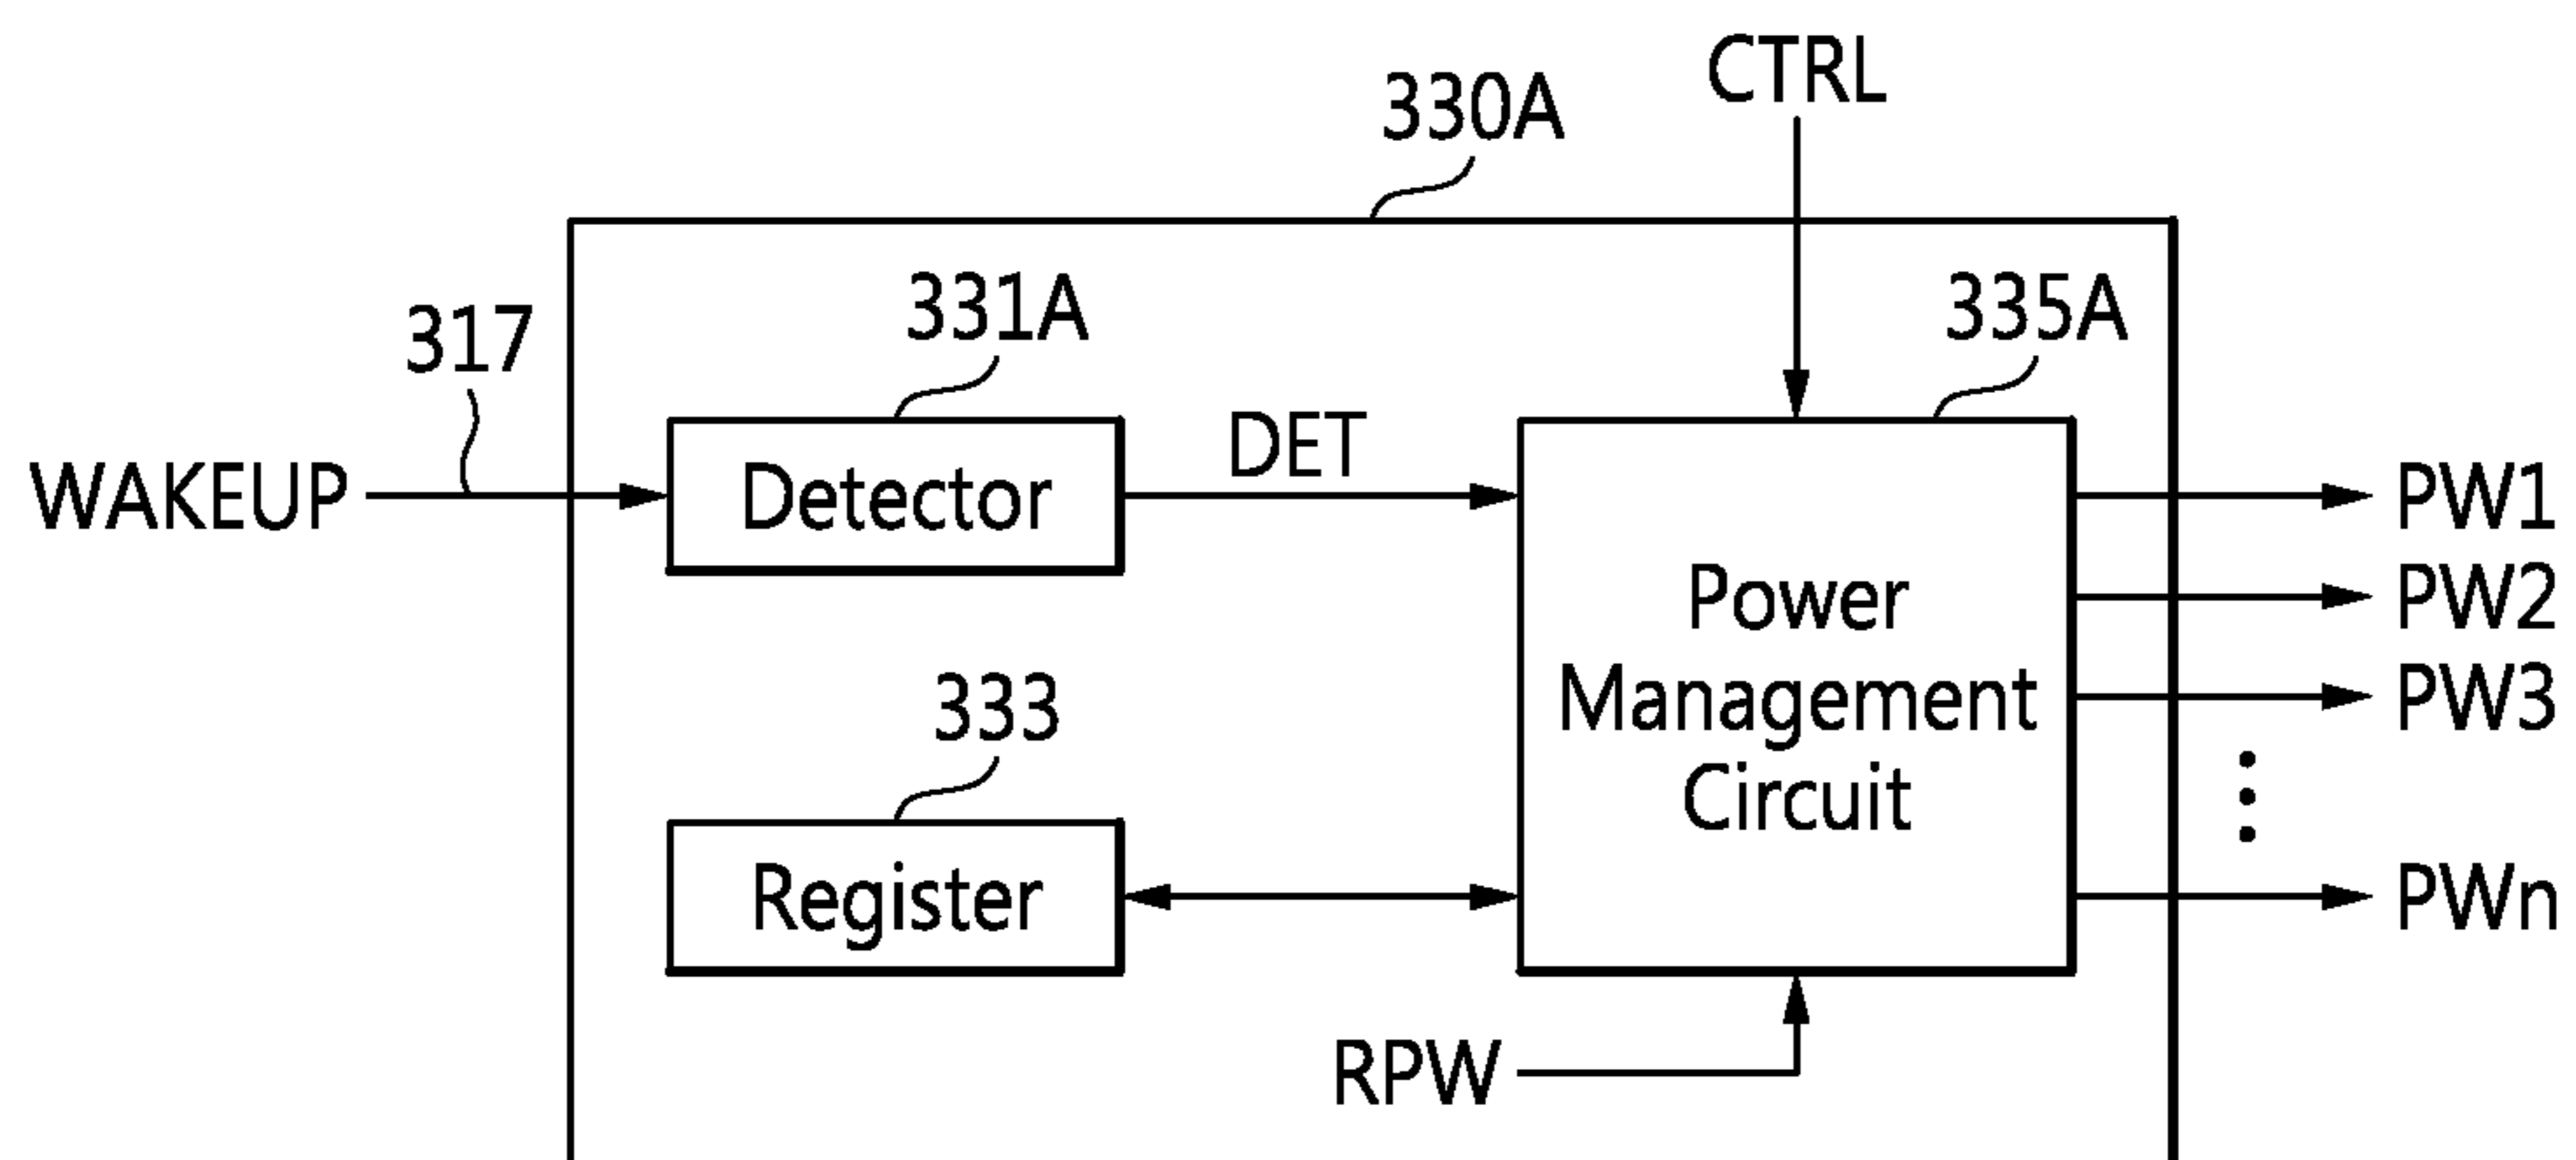 CTRL
330A
331A
335A
317
DET
WAKEUP
Detector
PW1
Power
Management
Circuit
PW2
PW3
333
Register
PWn
RPW